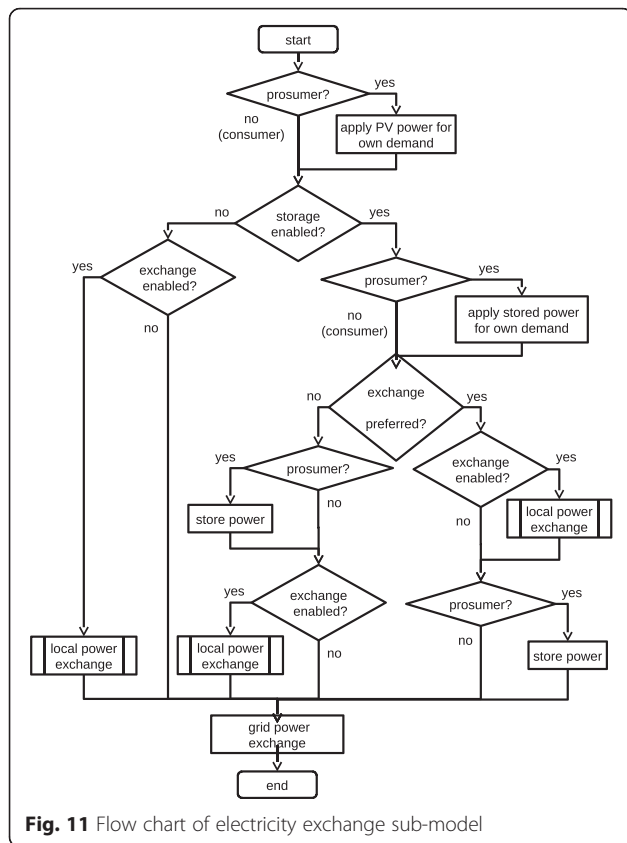 start
prosumer?
yes
no
(consumer)
apply PV power for
own demand
no
storage
enabled?
yes
yes
exchange
enabled?
no
prosumer?
yes
no
(consumer)
apply stored power
for own demand
no
exchange
preferred?
yes
yes
prosumer?
no
store power
exchange
enabled?
yes
no
local power
exchange
yes
exchange
enabled?
no
prosumer?
yes
no
local power
exchange
local power
exchange
store power
grid power
exchange
end
Fig. 11 Flow chart of electricity exchange sub-model